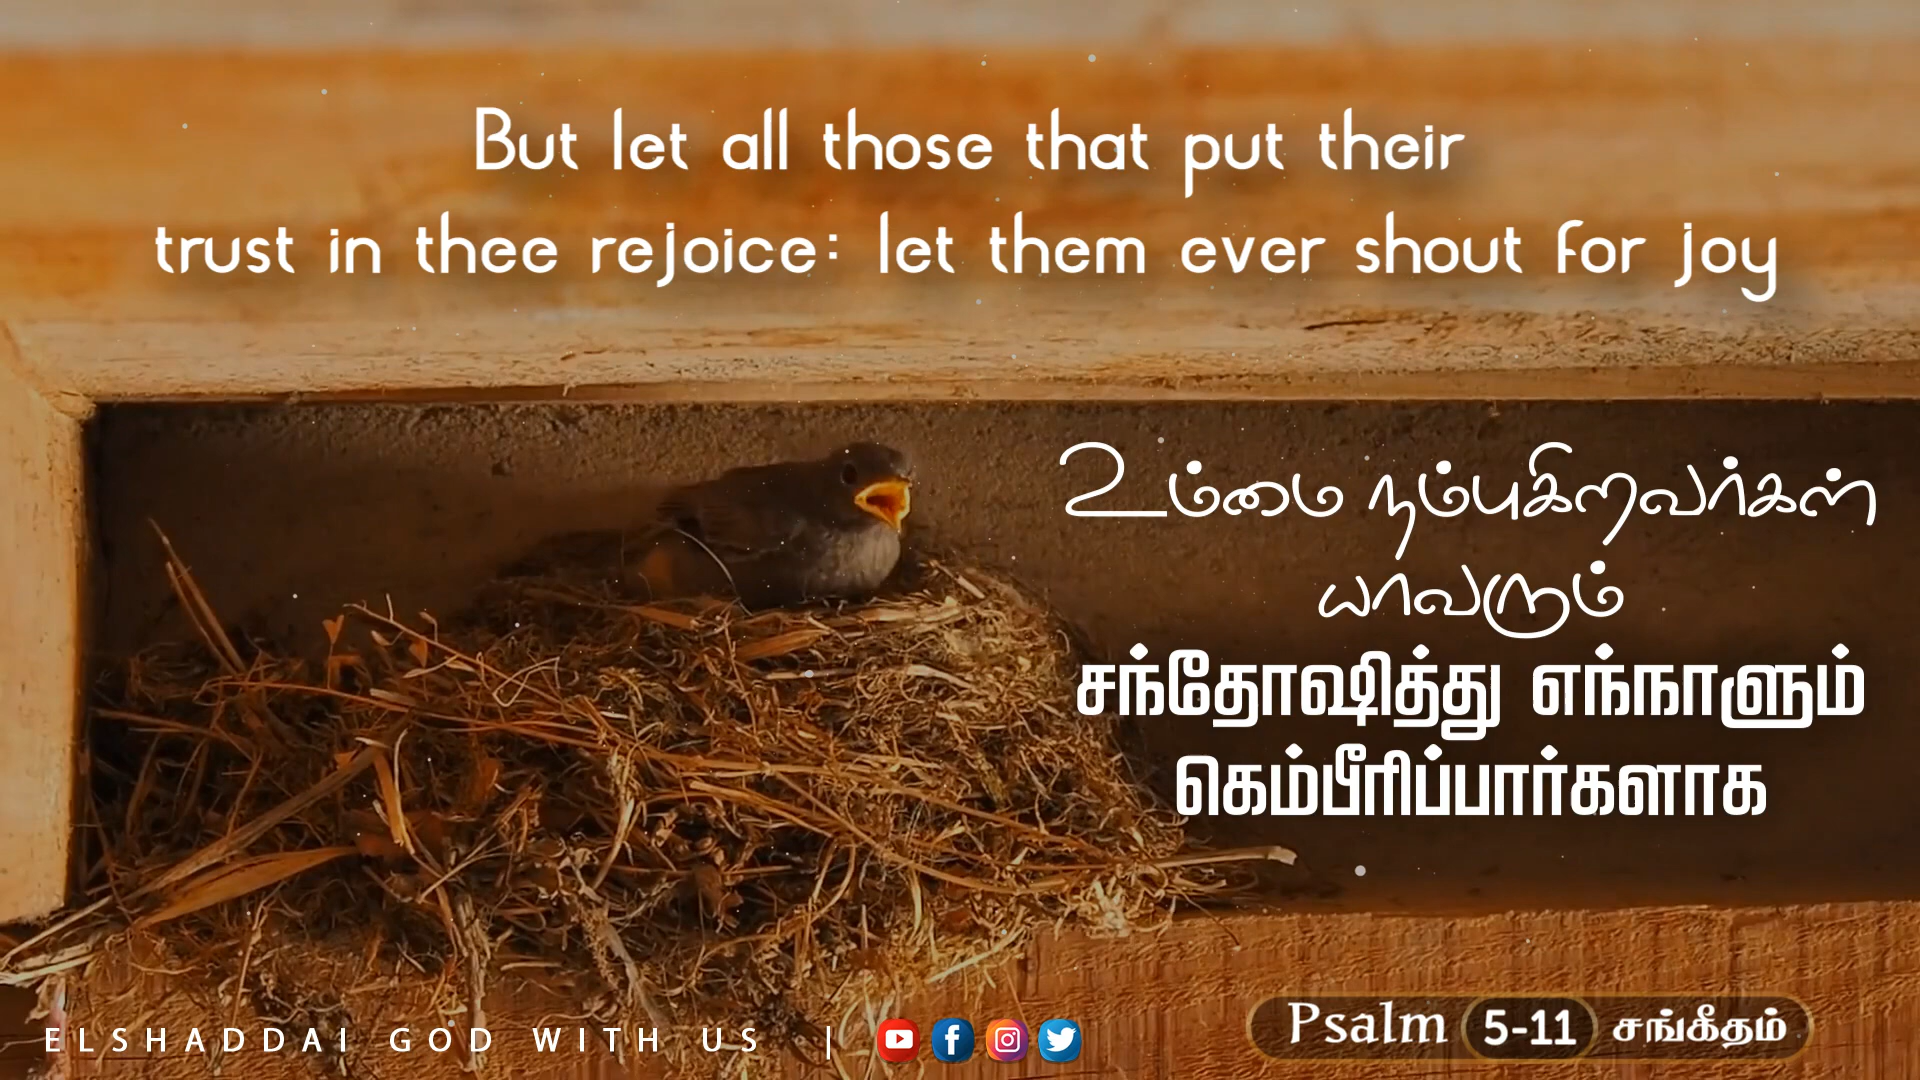 But let all those that put their
trust in thee rejoice: let them ever shout for joy
உம்மை நம்புகிறவர்கள்
யாவரும்
சந்தோஷித்து எந்நாளும்
கெம்பீரிப்பார்களாக
ELSHADDAI GOD WITH US |
Psalm 5-11 சங்கீதம்